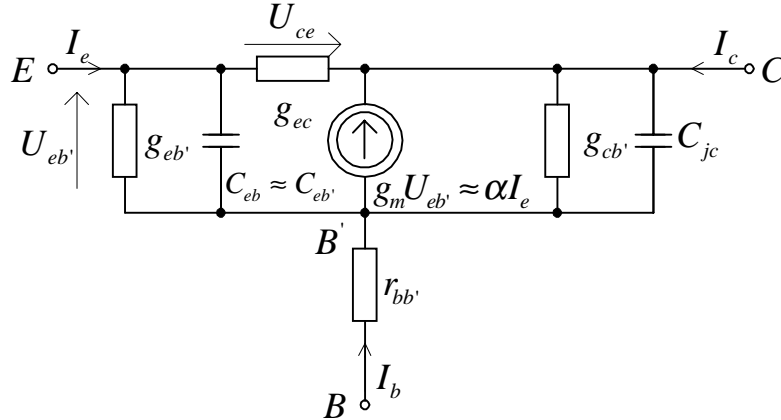 U_ce
I_e
I_c
E
C
g_ec
U_eb'
g_eb'
g_cb'
C_jc
C_eb ≈ C_eb'
g_m U_eb' ≈ αI_e
B'
r_bb'
I_b
B